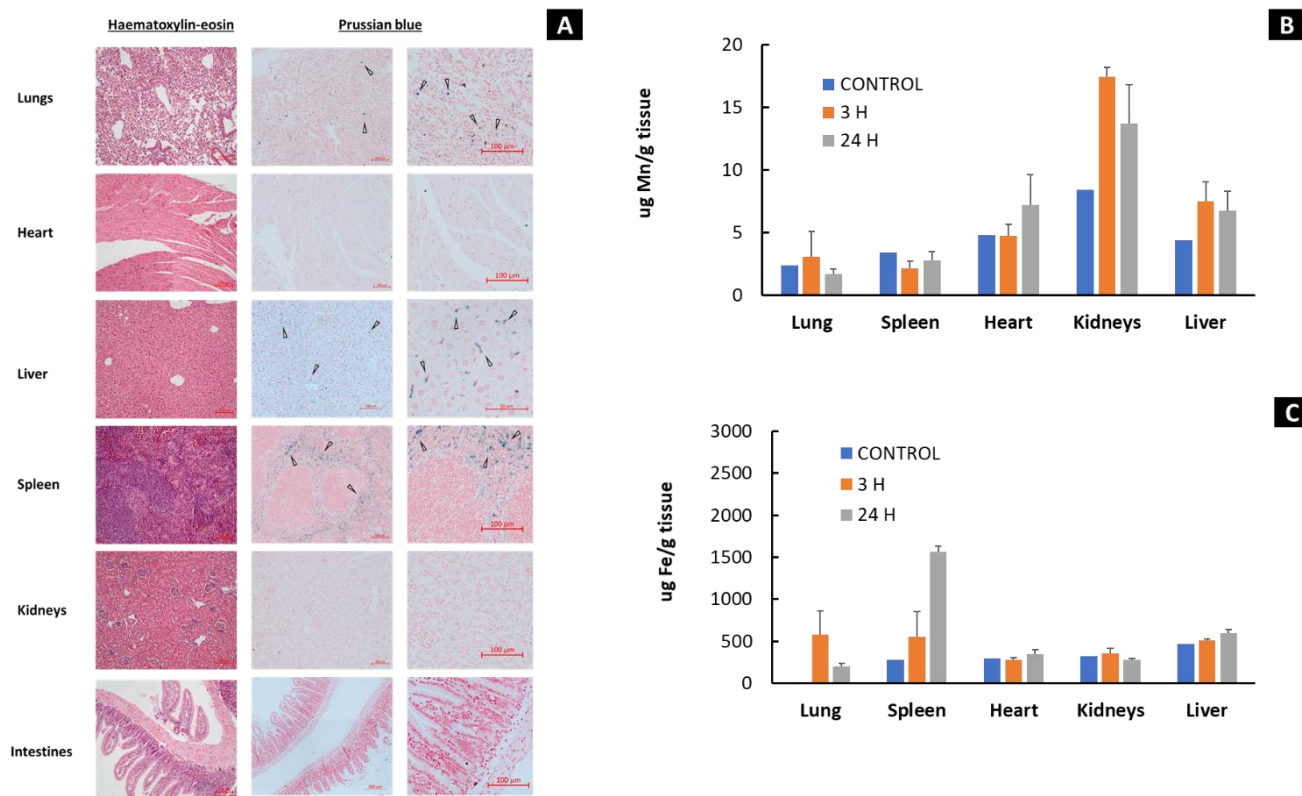 Haematoxylin-eosin Prussian blue
A
Lungs
100 µm
Heart
100 µm
Liver
50 µm
Spleen
100 µm
Kidneys
100 µm
Intestines
100 µm
B
ug Mn/g tissue
20
15
10
5
0
CONTROL
3 H
24 H
Lung Spleen Heart Kidneys Liver
C
ug Fe/g tissue
3000
2500
2000
1500
1000
500
0
CONTROL
3 H
24 H
Lung Spleen Heart Kidneys Liver